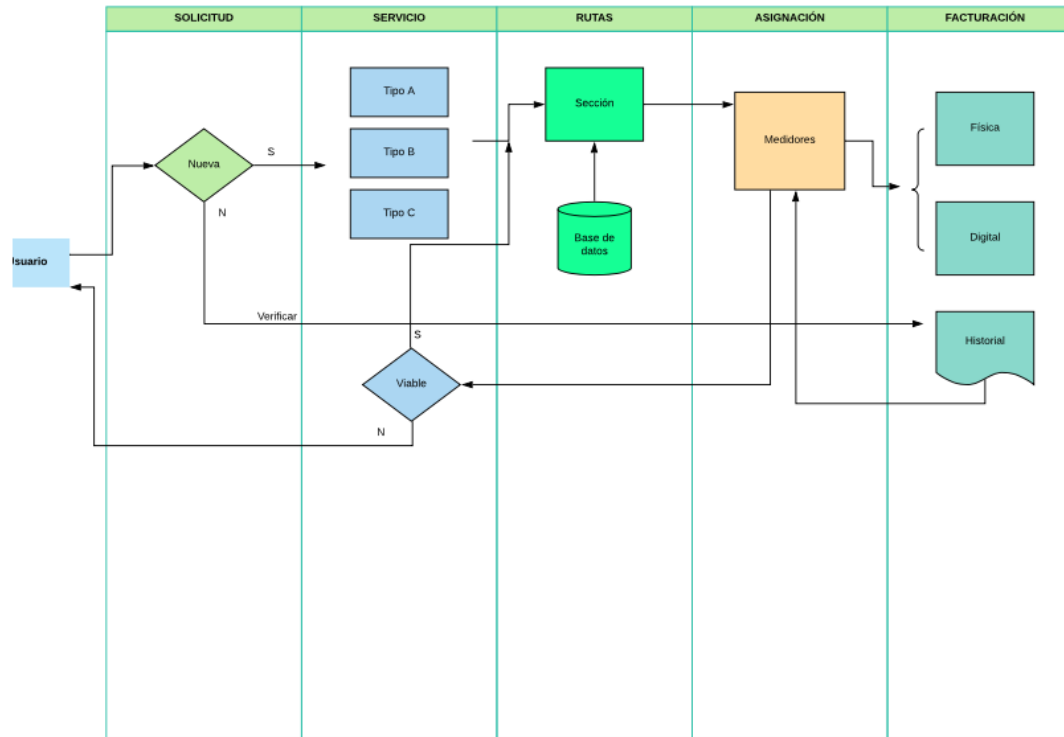 SOLICITUD
SERVICIO
RUTAS
ASIGNACIÓN
FACTURACIÓN
Tipo A
Sección
Física
Medidores
Nueva
S
Tipo B
N
Tipo C
Base de
datos
Digital
suario
Verificar
S
Historial
Viable
N